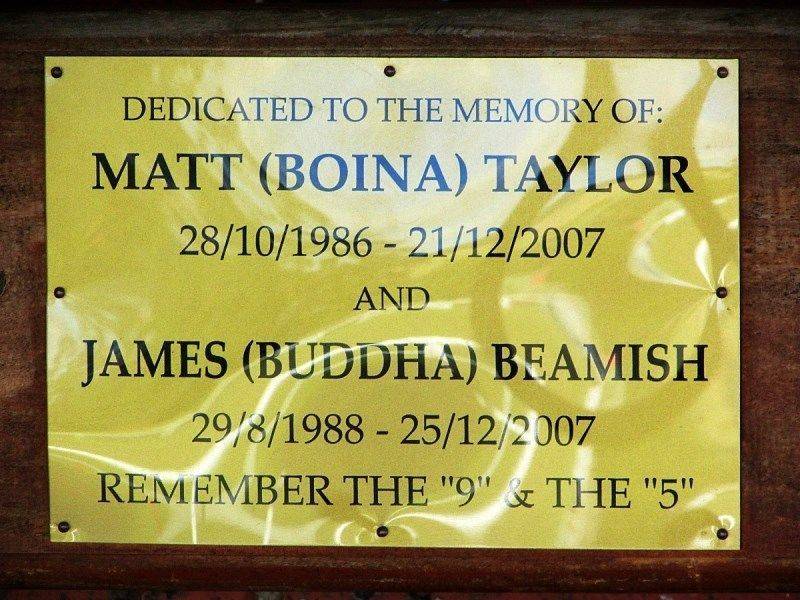 DEDICATED TO THE MEMORY OF:
MATT (BOINA) TAYLOR
28/10/1986 - 21/12/2007
AND
JAMES (BUDDHA) BEAMISH
29/8/1988 - 25/12/2007
REMEMBER THE "9" & THE "5"